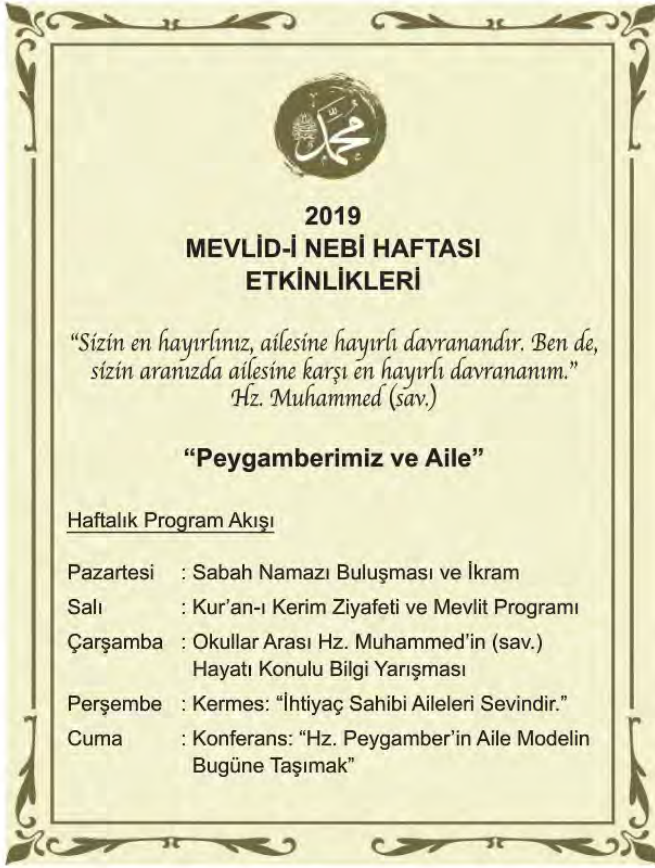 محمد
2019
MEVLİD-İ NEBİ HAFTASI
ETKİNLİKLERİ
“Sizin en hayırlınız, ailesine hayırlı davranandır. Ben de,
sizin aranızda ailesine karşı en hayırlı davrananım.”
Hz. Muhammed (sav.)
“Peygamberimiz ve Aile”
Haftalık Program Akışı
Pazartesi : Sabah Namazı Buluşması ve İkram
Salı : Kur’an-ı Kerim Ziyafeti ve Mevlit Programı
Çarşamba : Okullar Arası Hz. Muhammed’in (sav.)
Hayatı Konulu Bilgi Yarışması
Perşembe : Kermes: “İhtiyaç Sahibi Aileleri Sevindir.”
Cuma : Konferans: “Hz. Peygamber’in Aile Modelin
Bugüne Taşımak”